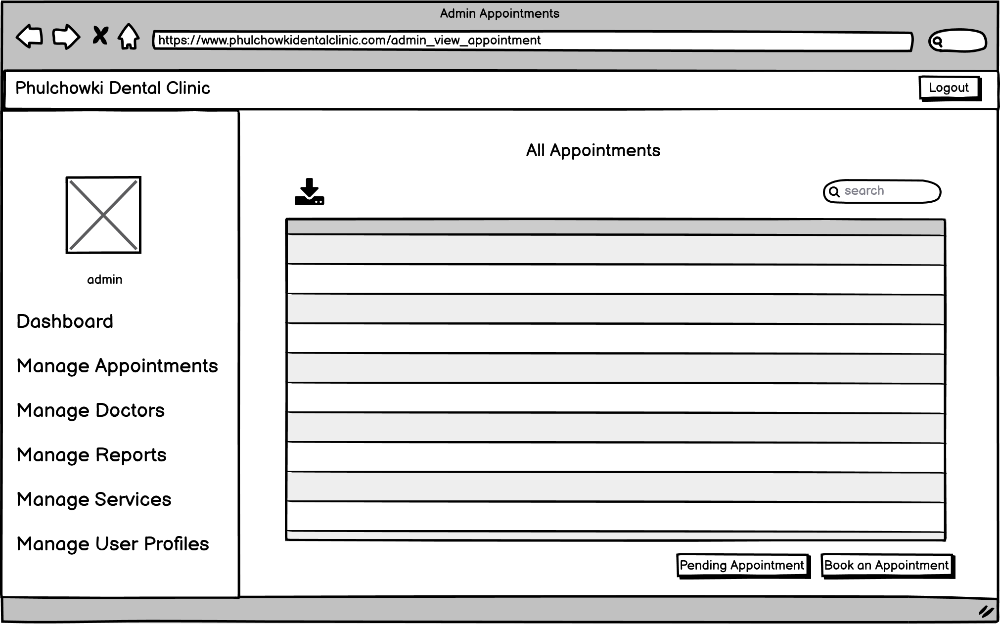 Admin Appointments
https://www.phulchowkidentalclinic.com/admin_view_appointment
Phulchowki Dental Clinic
Logout
All Appointments
search
admin
Dashboard
Manage Appointments
Manage Doctors
Manage Reports
Manage Services
Manage User Profiles
Pending Appointment
Book an Appointment